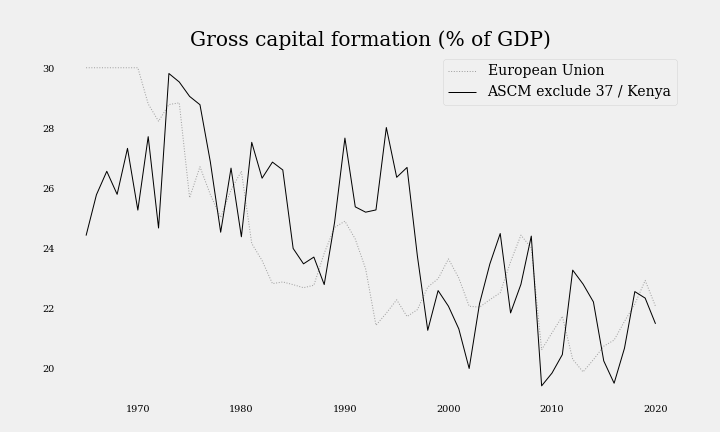 Gross capital formation (% of GDP)
European Union
ASCM exclude 37 / Kenya
30
28
26
24
22
20
1970 1980 1990 2000 2010 2020